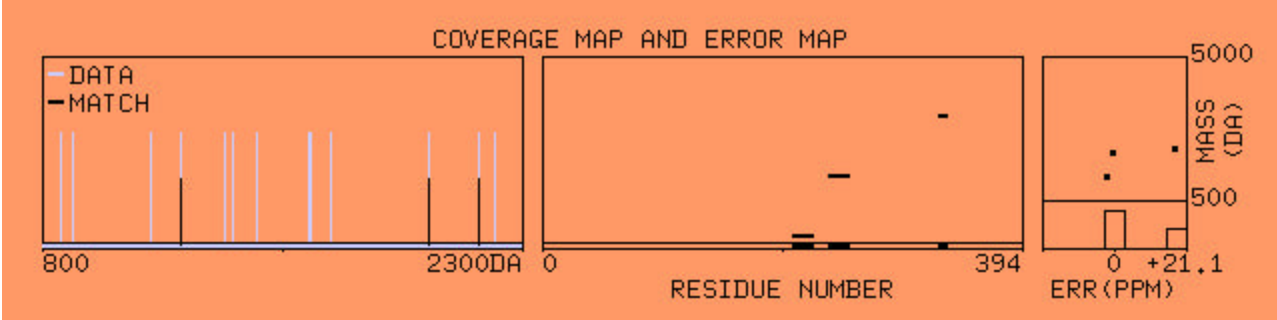 COVERAGE MAP AND ERROR MAP
DATA
MATCH
5000
MASS
(DA)
500
800
2300DA
0
394
0
+21.1
RESIDUE NUMBER
ERR(PPM)